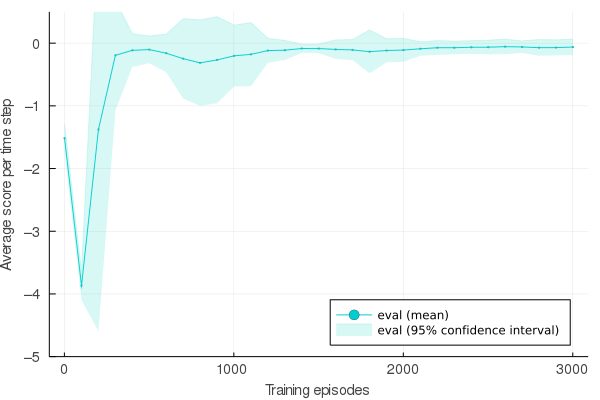 Average score per time step
0
−1
−2
−3
−4
−5
0
1000
2000
3000
Training episodes
eval (mean)
eval (95% confidence interval)